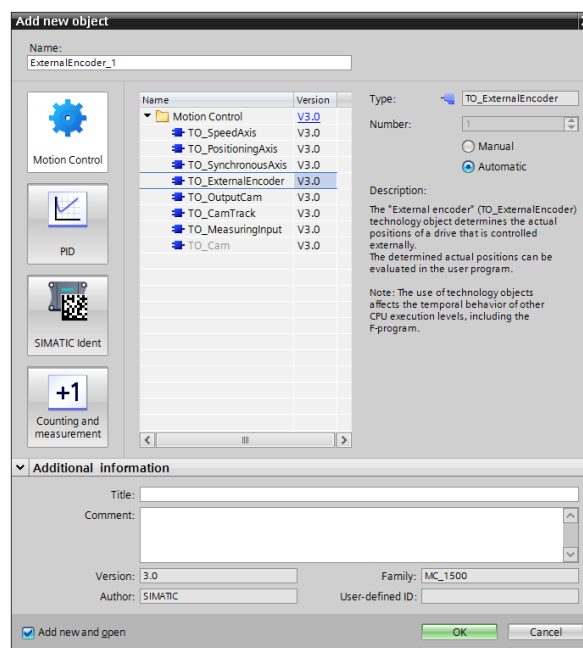 Add new object
Name:
ExternalEncoder_1
Motion Control
PID
SIMATIC Ident
+1
Counting and
measurement
Name Version
Motion Control V3.0
TO_SpeedAxis V3.0
TO_PositioningAxis V3.0
TO_SynchronousAxis V3.0
TO_ExternalEncoder V3.0
TO_OutputCam V3.0
TO_CamTrack V3.0
TO_MeasuringInput V3.0
TO_Cam V3.0
Type: TO_ExternalEncoder
Number: 1
Manual
Automatic
Description:
The "External encoder" (TO_ExternalEncoder)
technology object determines the actual
positions of a drive that is controlled
externally.
The determined actual positions can be
evaluated in the user program.
Note: The use of technology objects
affects the temporal behavior of other
CPU execution levels, including the
F-program.
Additional information
Title:
Comment:
Version: 3.0 Family: MC_1500
Author: SIMATIC User-defined ID:
Add new and open OK Cancel